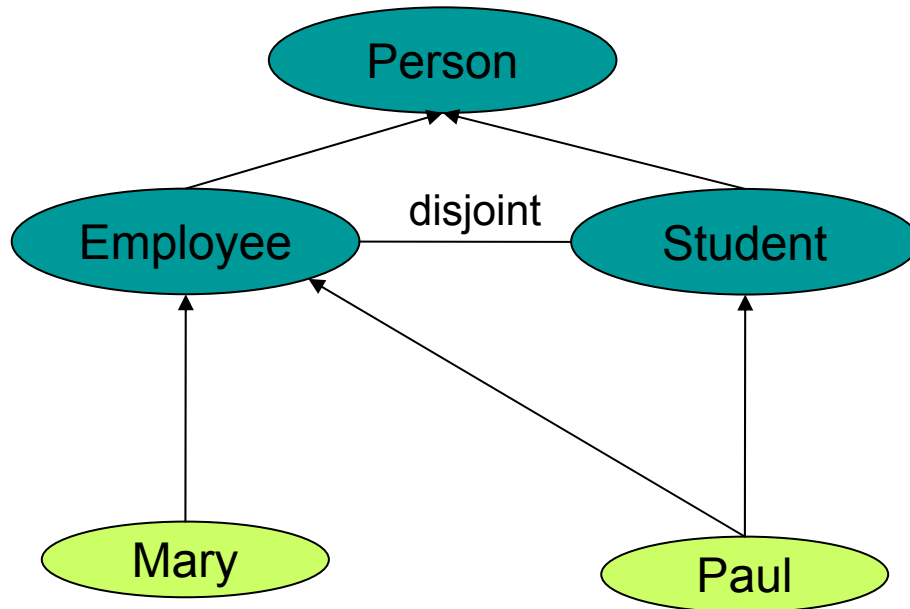 Person
disjoint
Employee
Student
Mary
Paul